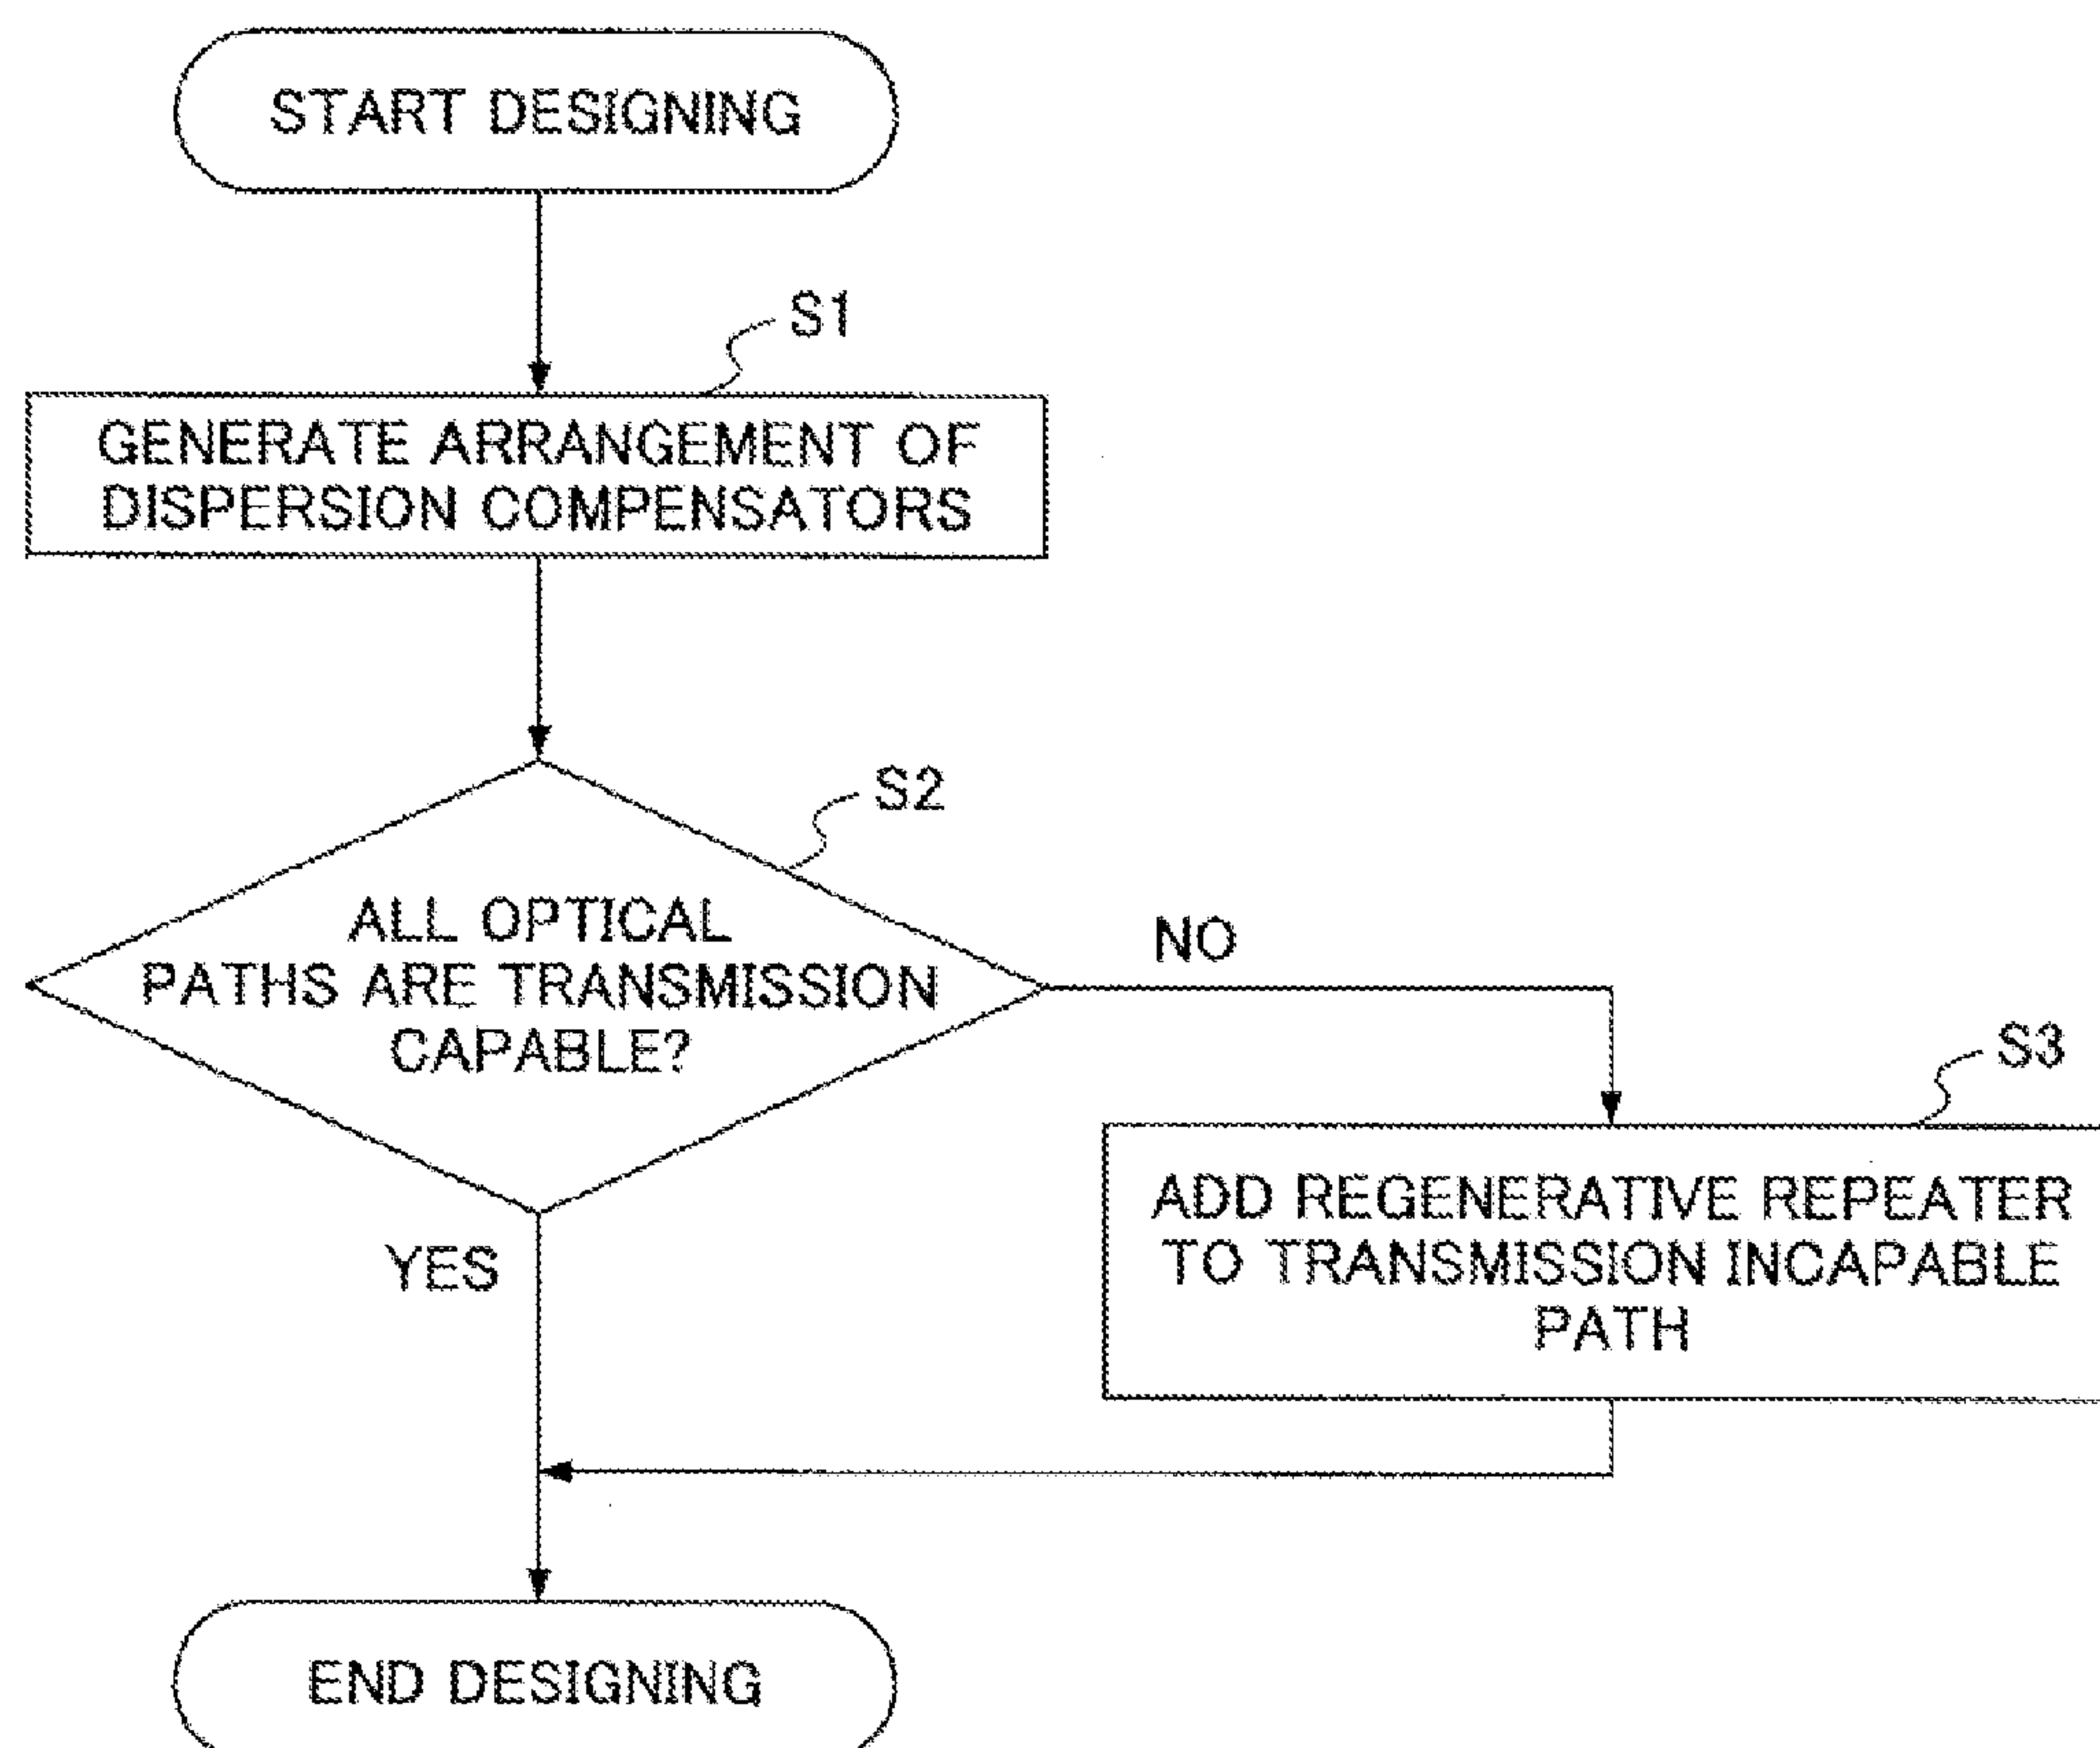 START DESIGNING
S1
GENERATE ARRANGEMENT OF
DISPERSION COMPENSATORS
S2
ALL OPTICAL
PATHS ARE TRANSMISSION
CAPABLE?
NO
S3
ADD REGENERATIVE REPEATER
TO TRANSMISSION INCAPABLE
PATH
YES
END DESIGNING